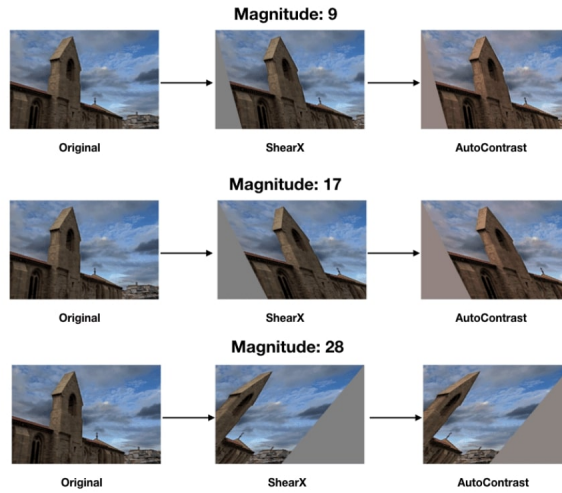 Magnitude: 9
Original
ShearX
AutoContrast
Magnitude: 17
Original
ShearX
AutoContrast
Magnitude: 28
Original
ShearX
AutoContrast